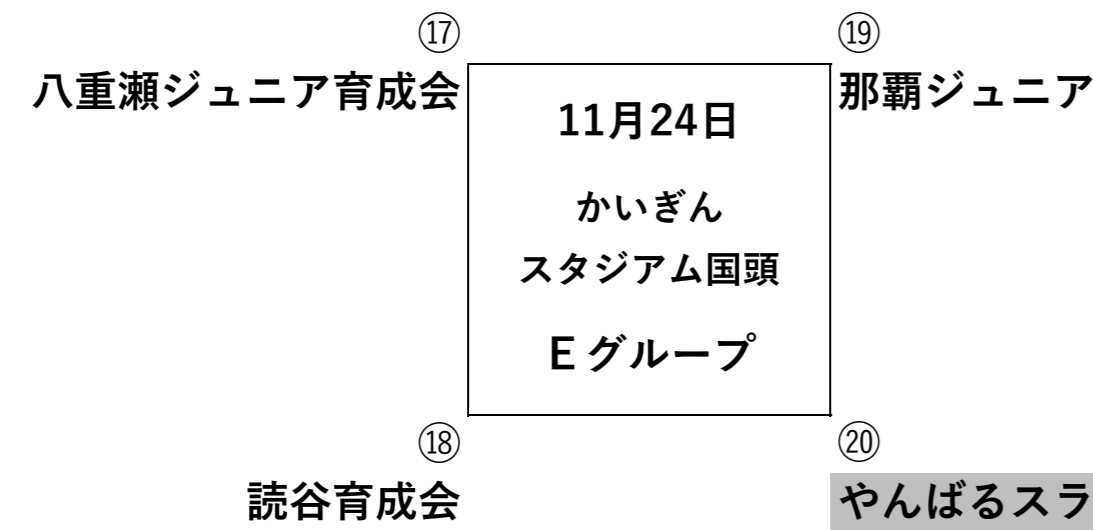 ⑰
⑲
八重瀬ジュニア育成会
那覇ジュニア
11月24日
かいぎん
スタジアム国頭
Eグループ
⑱
⑳
読谷育成会
やんばるスラ